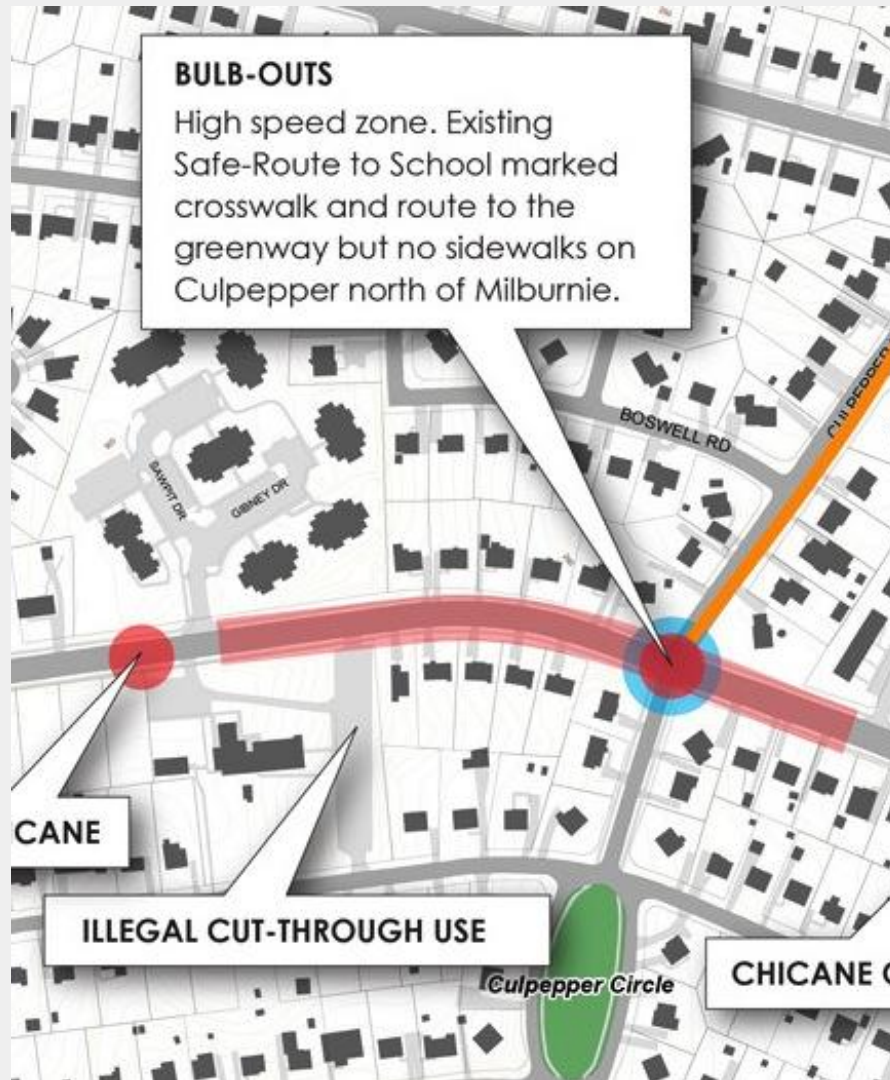 BULB-OUTS
High speed zone. Existing
Safe-Route to School marked
crosswalk and route to the
greenway but no sidewalks on
Culpepper north of Milburnie.
BOSWELL RD
CULPEPPER
SAWPIT DR
GIBNEY DR
CANE
ILLEGAL CUT-THROUGH USE
Culpepper Circle
CHICANE